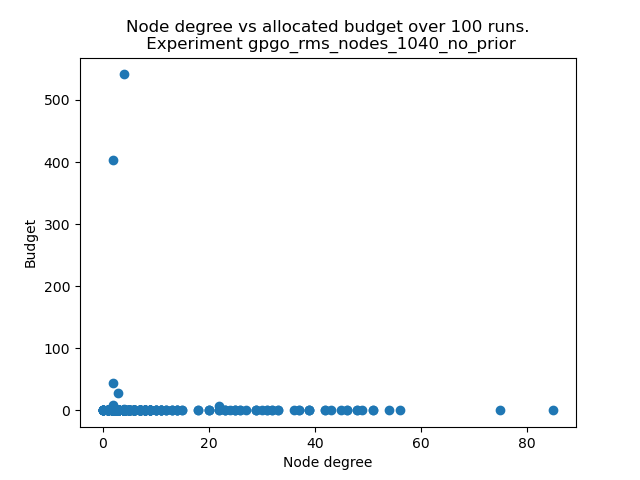 Node degree vs allocated budget over 100 runs.
Experiment gpgo_rms_nodes_1040_no_prior
500
400
300
200
100
0
Budget
0 20 40 60 80
Node degree